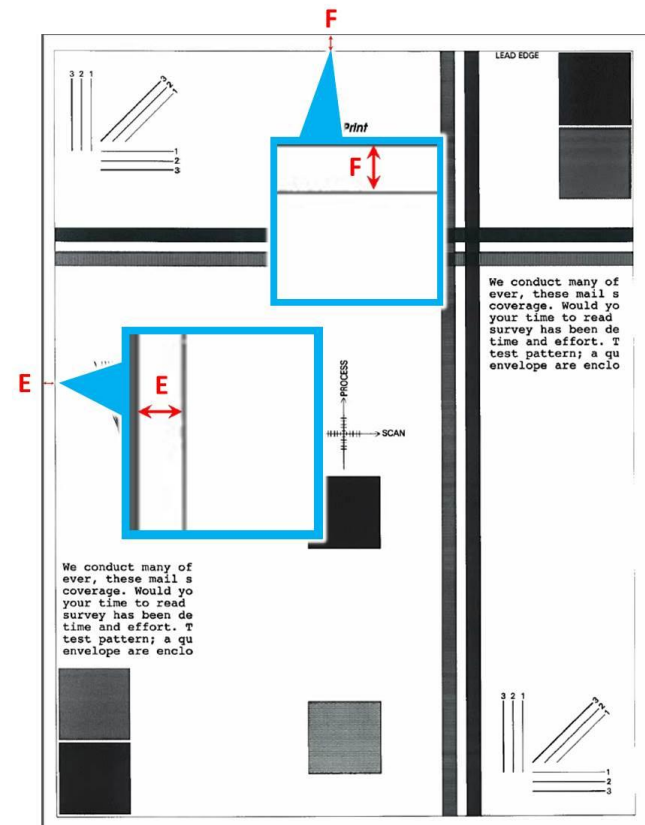 F
LEAD EDGE
3 2 1
3
2
1
1
2
3
Print
F
We conduct many of
ever, these mail s
coverage. Would yo
your time to read
survey has been de
time and effort. T
test pattern; a qu
envelope are enclo
E
E
PROCESS
SCAN
We conduct many of
ever, these mail s
coverage. Would yo
your time to read
survey has been de
time and effort. T
test pattern; a qu
envelope are enclo
3 2 1
3
2
1
1
2
3